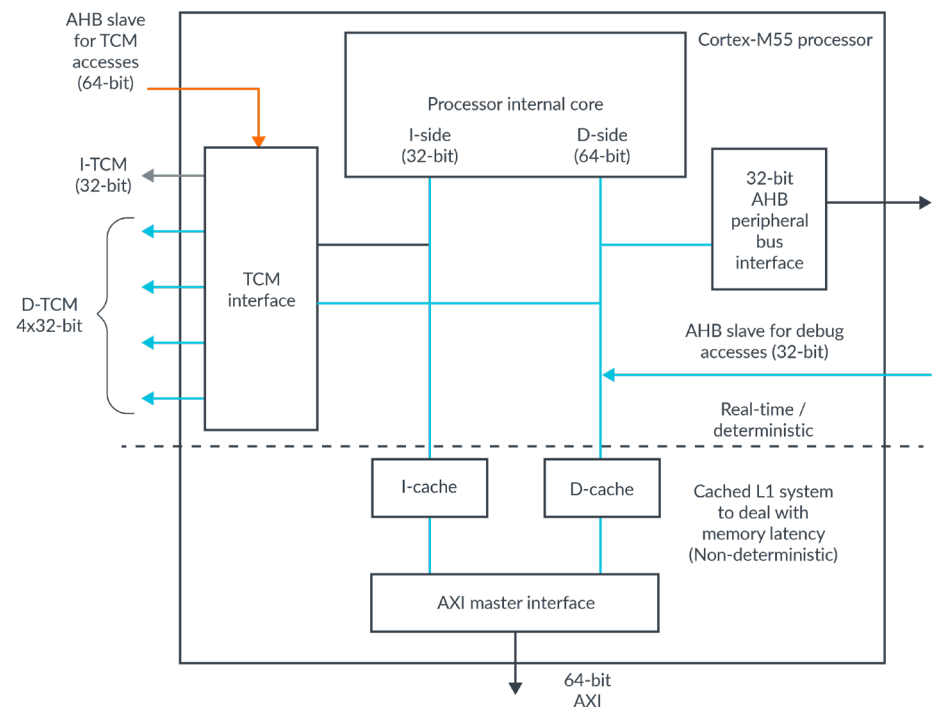 AHB slave
for TCM
accesses
(64-bit)
Cortex-M55 processor
Processor internal core
I-side
(32-bit)
D-side
(64-bit)
I-TCM
(32-bit)
32-bit
AHB
peripheral
bus
interface
TCM
interface
D-TCM
4x32-bit
AHB slave for debug
accesses (32-bit)
Real-time /
deterministic
I-cache
D-cache
Cached L1 system
to deal with
memory latency
(Non-deterministic)
AXI master interface
64-bit
AXI